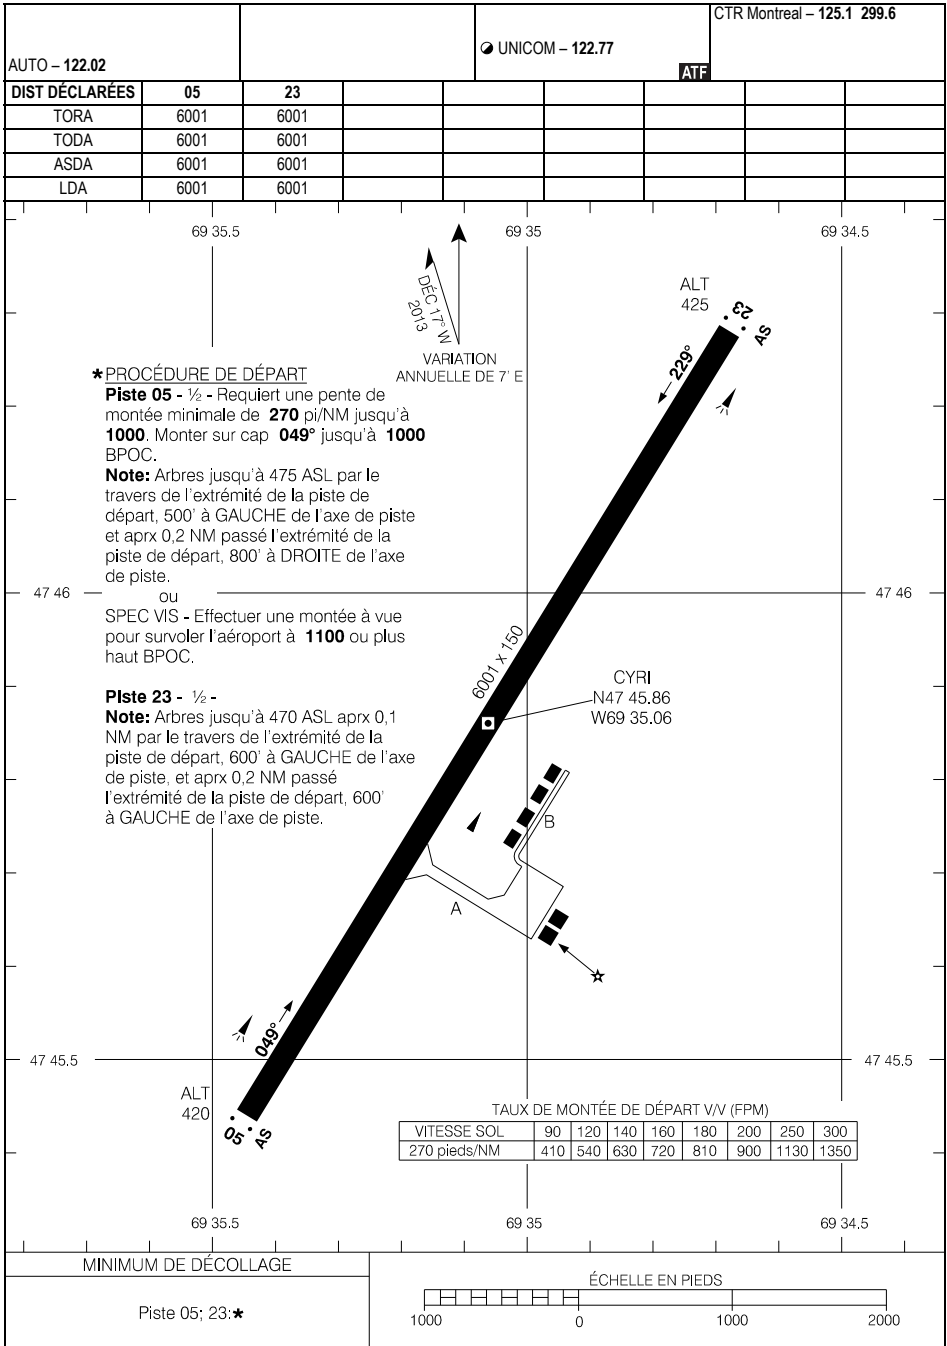 CTR Montreal – 125.1 299.6
UNICOM – 122.77
AUTO – 122.02
ATF
DIST DÉCLARÉES 05 23
TORA 6001 6001
TODA 6001 6001
ASDA 6001 6001
LDA 6001 6001
69 35.5 69 35 69 34.5
DÉC 17° W
2013
VARIATION
ANNUELLE DE 7' E
ALT
425
23
AS
229°
*PROCÉDURE DE DÉPART
Piste 05 - ½ - Requiert une pente de
montée minimale de 270 pi/NM jusqu'à
1000. Monter sur cap 049° jusqu'à 1000
BPOC.
Note: Arbres jusqu'à 475 ASL par le
travers de l'extrémité de la piste de
départ, 500' à GAUCHE de l'axe de piste
et aprx 0,2 NM passé l'extrémité de la
piste de départ, 800' à DROITE de l'axe
de piste.
47 46 47 46
ou
SPEC VIS - Effectuer une montée à vue
pour survoler l'aéroport à 1100 ou plus
haut BPOC.
6001 x 150
CYRI
N47 45.86
W69 35.06
PIste 23 - ½ -
Note: Arbres jusqu'à 470 ASL aprx 0,1
NM par le travers de l'extrémité de la
piste de départ, 600' à GAUCHE de l'axe
de piste, et aprx 0,2 NM passé
l'extrémité de la piste de départ, 600'
à GAUCHE de l'axe de piste.
B
A
049°
47 45.5 47 45.5
ALT
420
05
AS
TAUX DE MONTÉE DE DÉPART V/V (FPM)
VITESSE SOL 90 120 140 160 180 200 250 300
270 pieds/NM 410 540 630 720 810 900 1130 1350
69 35.5 69 35 69 34.5
MINIMUM DE DÉCOLLAGE
Piste 05; 23:*
ÉCHELLE EN PIEDS
1000 0 1000 2000